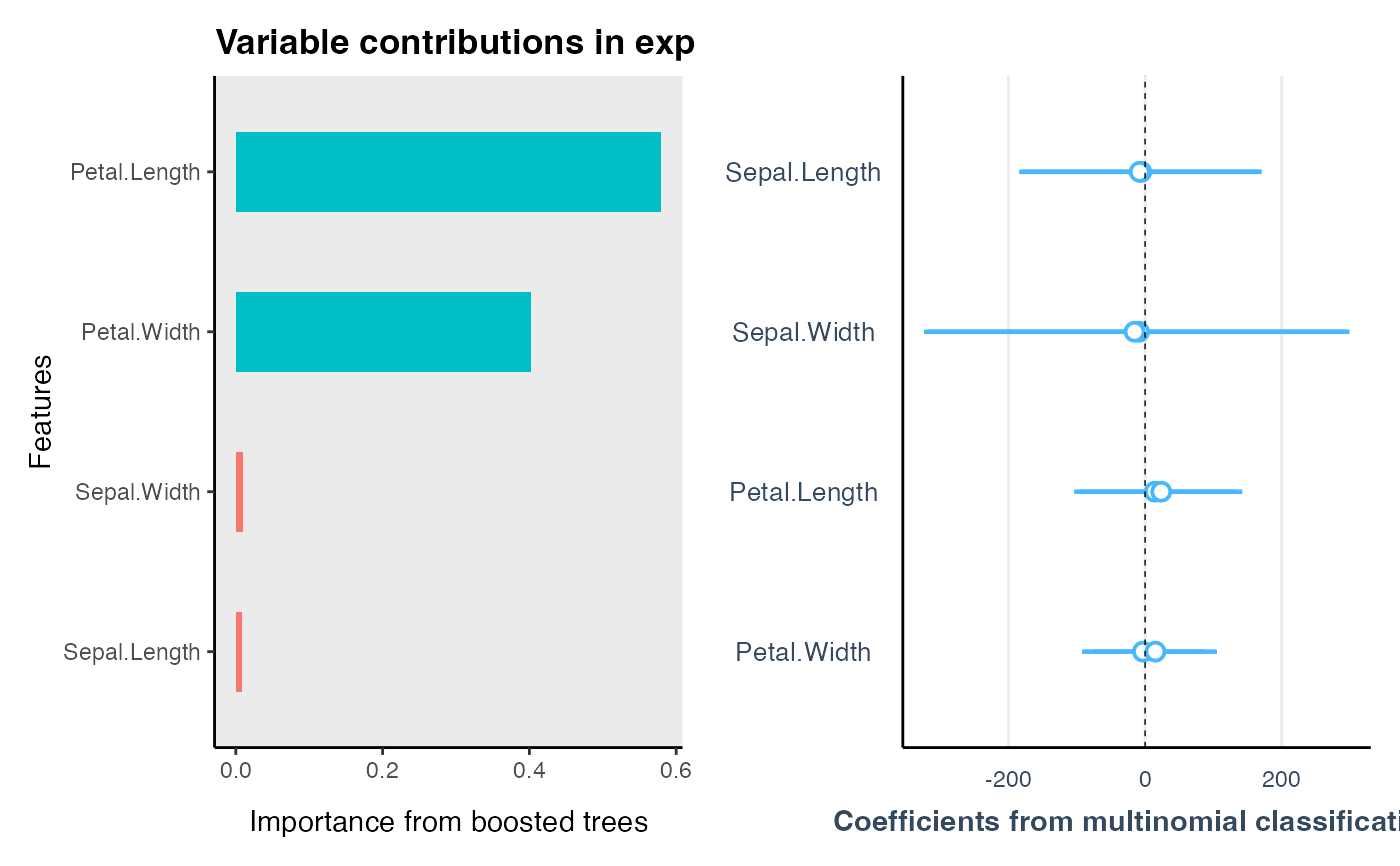 Variable contributions in exp
Features
Petal.Length
Petal.Width
Sepal.Width
Sepal.Length
0.0 0.2 0.4 0.6
Importance from boosted trees
Sepal.Length
Sepal.Width
Petal.Length
Petal.Width
-200 0 200
Coefficients from multinomial classificati